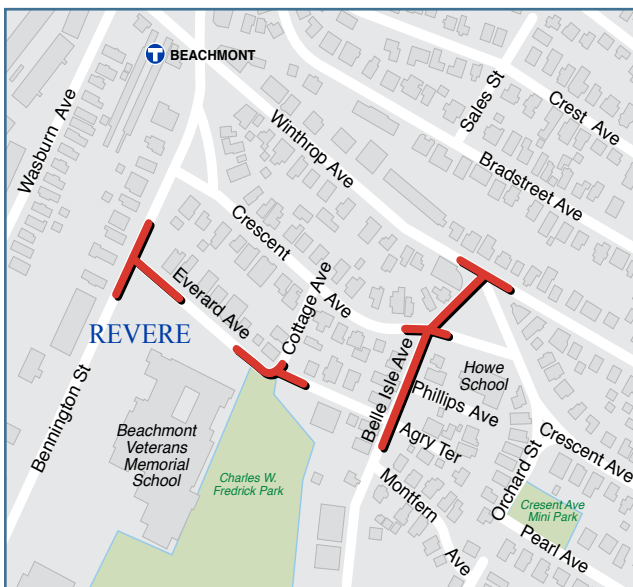 T BEACHMONT
Wasburn Ave
Sales St
Crest Ave
Winthrop Ave
Bradstreet Ave
Crescent Ave
Everard Ave
Cottage Ave
REVERE
Bennington St
Belle Isle Ave
Howe
School
Phillips Ave
Beachmont
Veterans
Memorial
School
Agry Ter
Charles W.
Fredrick Park
Montfern Ave
Orchard St
Crescent Ave
Cresent Ave
Mini Park
Pearl Ave